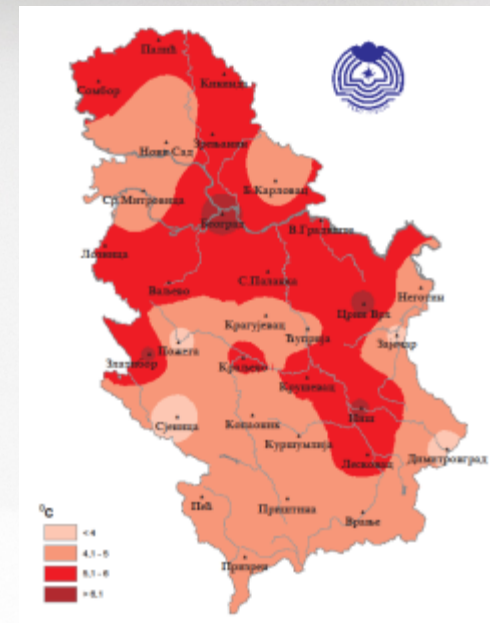 Палић
Сомбор
Кикинда
Зрењанин
Нови Сад
Б.Карловац
Ср.Митровица
Београд
В.Градиште
Лозница
С.Паланка
Ваљево
Неготин
Црни Врх
Крагујевац
Ћуприја
Зајечар
Пожега
Златибор
Краљево
Крушевац
Ниш
Сјеница
Копаоник
Куршумлија
Димитровград
Лесковац
Пећ
Приштина
Врање
Призрен
°C
<4
4,1 - 5
5,1 - 6
>6,1